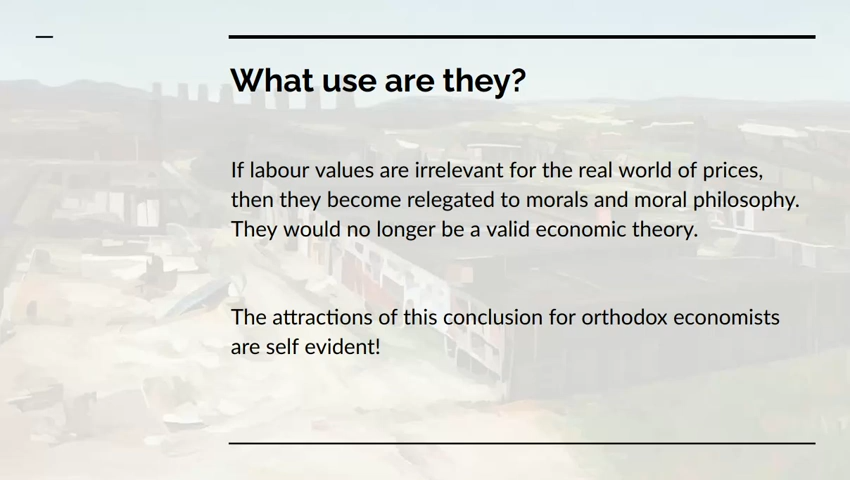 What use are they?
If labour values are irrelevant for the real world of prices,
then they become relegated to morals and moral philosophy.
They would no longer be a valid economic theory.
The attractions of this conclusion for orthodox economists
are self evident!